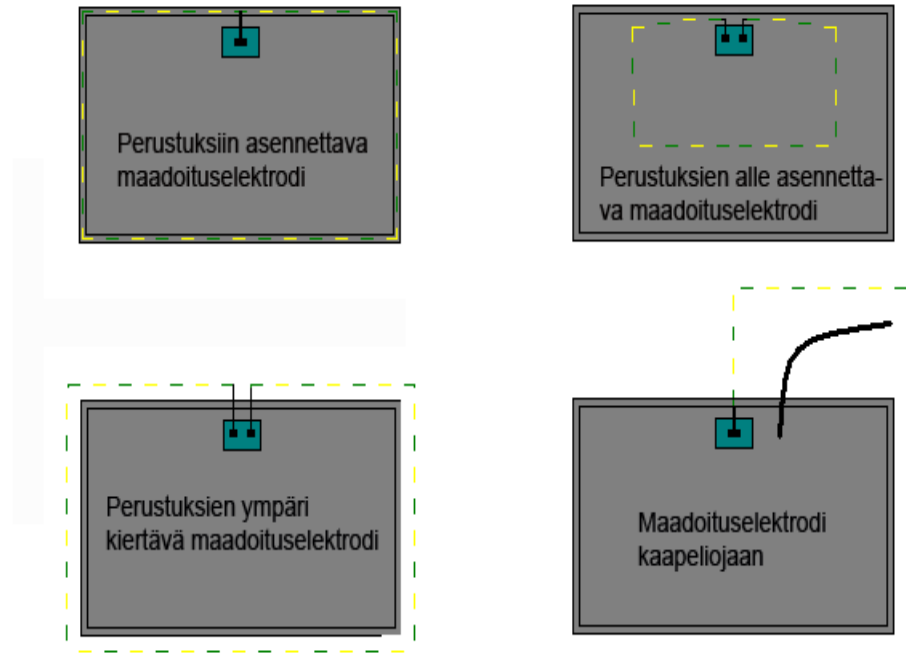 Perustuksiin asennettava
maadoituselektrodi
Perustuksien alle asennetta-
va maadoituselektrodi
Perustuksien ympäri
kiertävä maadoituselektrodi
Maadoituselektrodi
kaapeliojaan